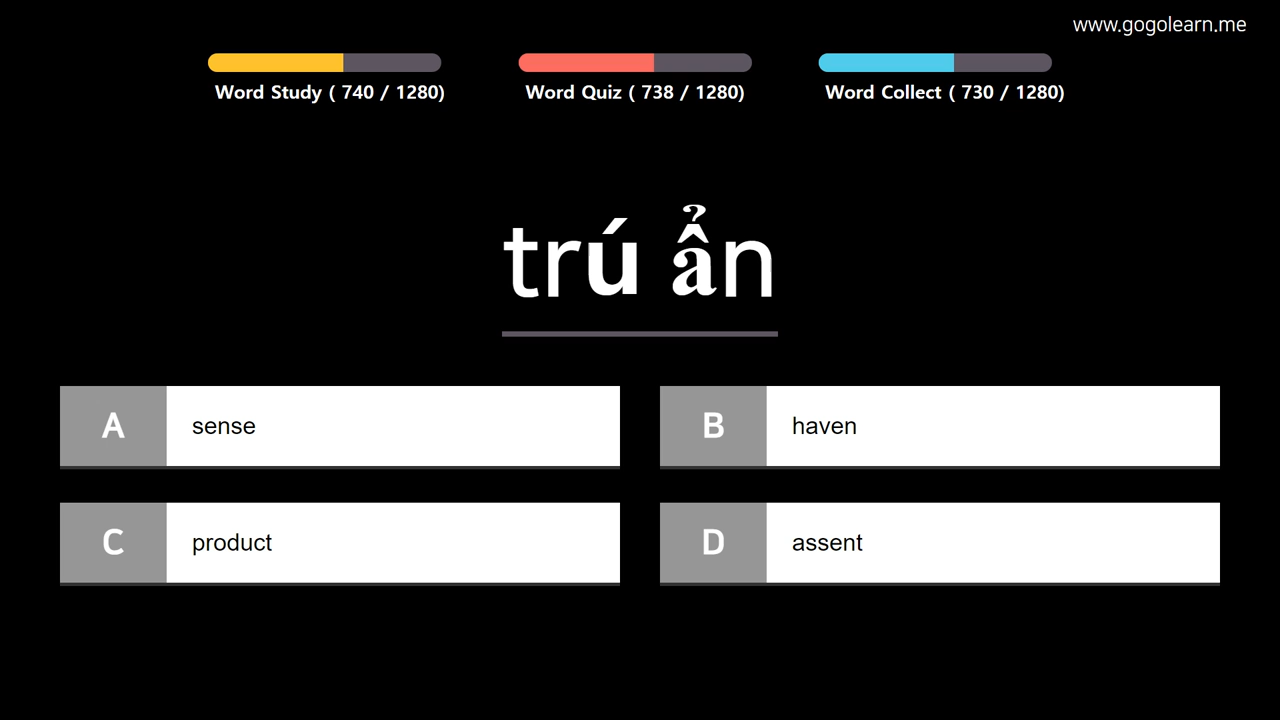 www.gogolearn.me
Word Study ( 740 / 1280)
Word Quiz ( 738 / 1280)
Word Collect ( 730 / 1280)
trú ẩn
A
sense
B
haven
C
product
D
assent